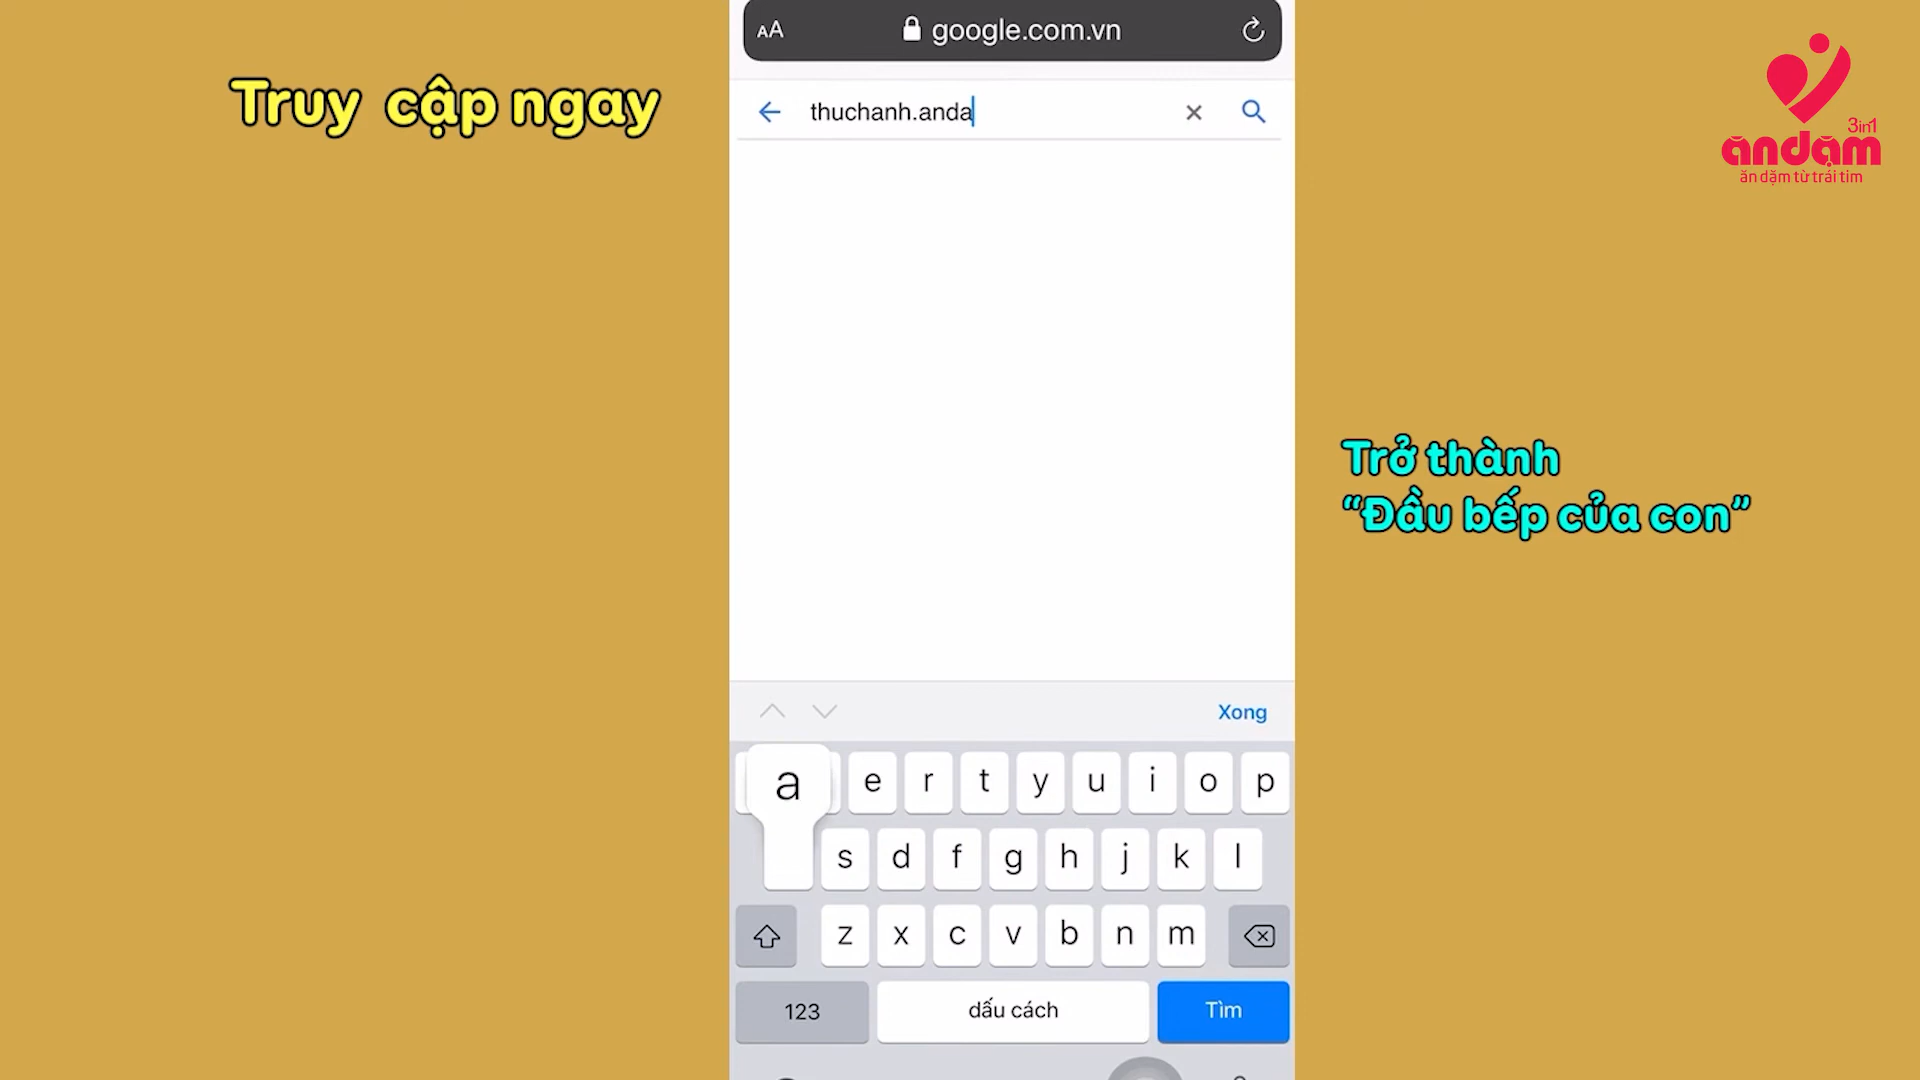 AA google.com.vn
Truy cập ngay
thuchanh.anda
3in1
andặm
ăn dặm từ trái tim
Trở thành
“Đầu bếp của con”
Xong
a e r t y u i o p
s d f g h j k l
z x c v b n m
123 dấu cách Tìm